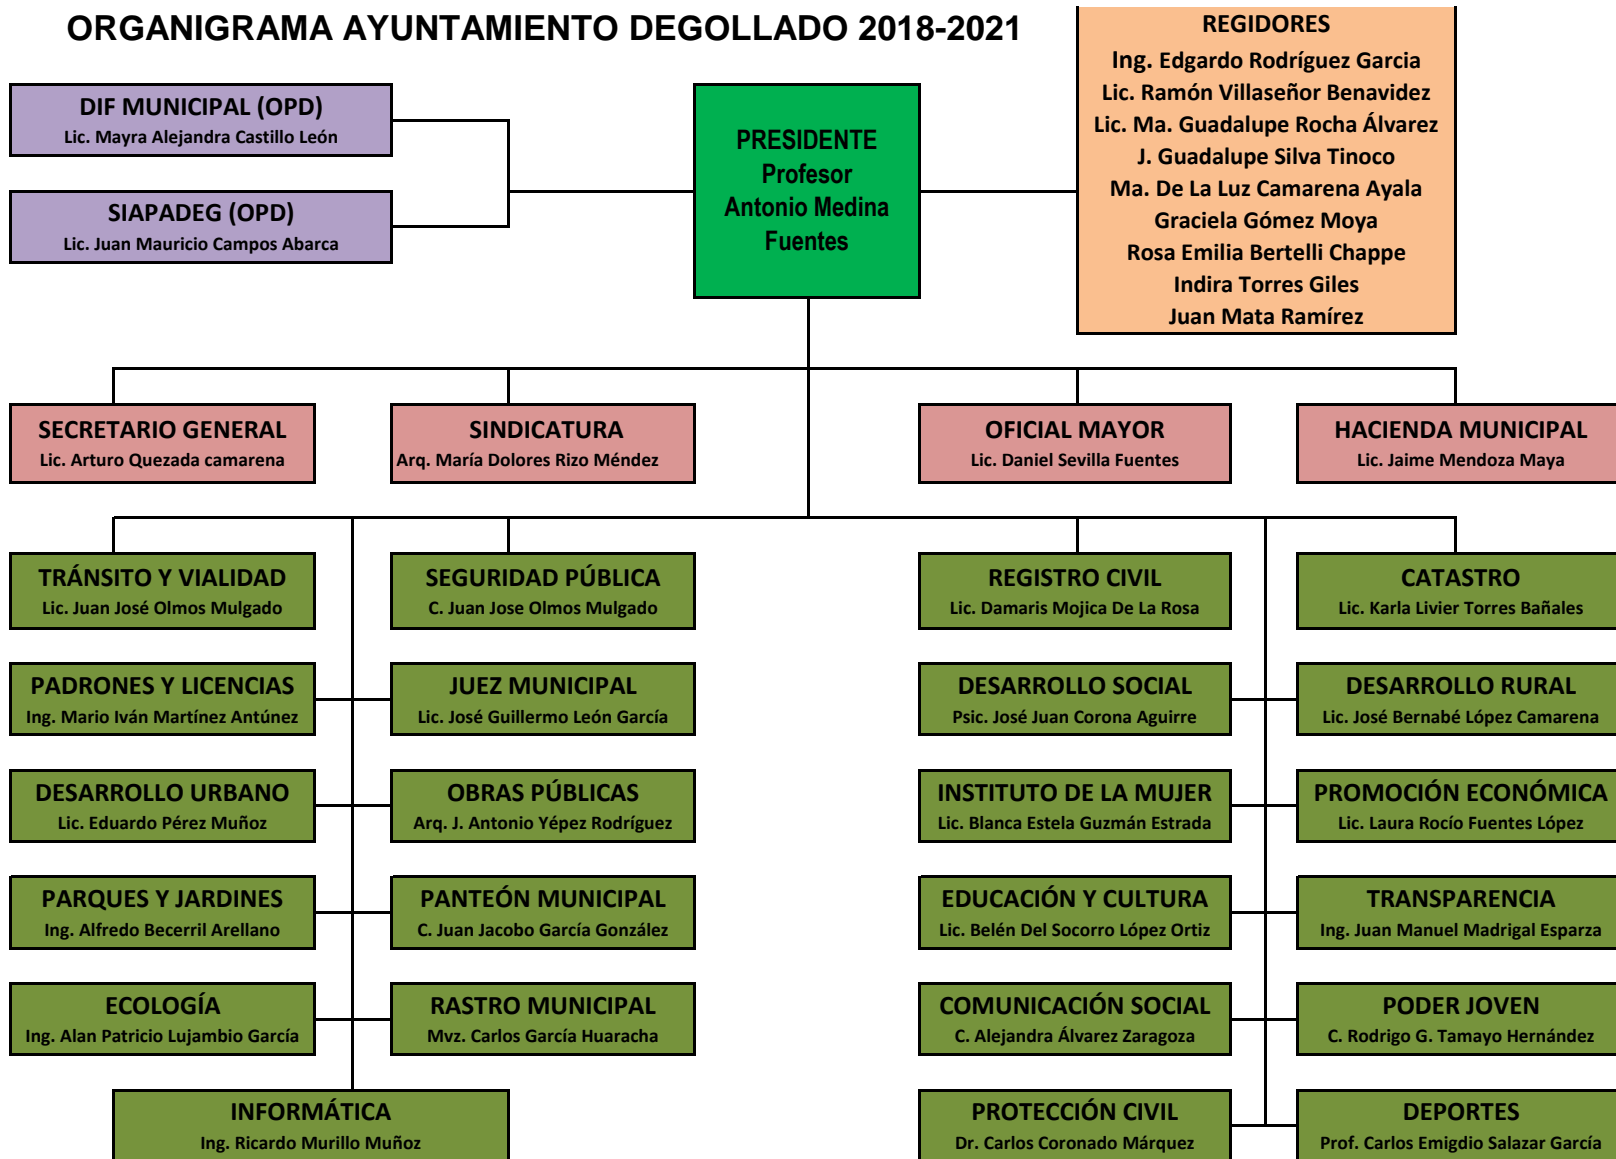 ORGANIGRAMA AYUNTAMIENTO DEGOLLADO 2018-2021
REGIDORES
Ing. Edgardo Rodríguez Garcia
Lic. Ramón Villaseñor Benavidez
Lic. Ma. Guadalupe Rocha Álvarez
J. Guadalupe Silva Tinoco
Ma. De La Luz Camarena Ayala
Graciela Gómez Moya
Rosa Emilia Bertelli Chappe
Indira Torres Giles
Juan Mata Ramírez
DIF MUNICIPAL (OPD)
Lic. Mayra Alejandra Castillo León
SIAPADEG (OPD)
Lic. Juan Mauricio Campos Abarca
PRESIDENTE
Profesor
Antonio Medina
Fuentes
SECRETARIO GENERAL
Lic. Arturo Quezada camarena
SINDICATURA
Arq. María Dolores Rizo Méndez
OFICIAL MAYOR
Lic. Daniel Sevilla Fuentes
HACIENDA MUNICIPAL
Lic. Jaime Mendoza Maya
TRÁNSITO Y VIALIDAD
Lic. Juan José Olmos Mulgado
SEGURIDAD PÚBLICA
C. Juan Jose Olmos Mulgado
REGISTRO CIVIL
Lic. Damaris Mojica De La Rosa
CATASTRO
Lic. Karla Livier Torres Bañales
PADRONES Y LICENCIAS
Ing. Mario Iván Martínez Antúnez
JUEZ MUNICIPAL
Lic. José Guillermo León García
DESARROLLO SOCIAL
Psic. José Juan Corona Aguirre
DESARROLLO RURAL
Lic. José Bernabé López Camarena
DESARROLLO URBANO
Lic. Eduardo Pérez Muñoz
OBRAS PÚBLICAS
Arq. J. Antonio Yépez Rodríguez
INSTITUTO DE LA MUJER
Lic. Blanca Estela Guzmán Estrada
PROMOCIÓN ECONÓMICA
Lic. Laura Rocío Fuentes López
PARQUES Y JARDINES
Ing. Alfredo Becerril Arellano
PANTEÓN MUNICIPAL
C. Juan Jacobo García González
EDUCACIÓN Y CULTURA
Lic. Belén Del Socorro López Ortiz
TRANSPARENCIA
Ing. Juan Manuel Madrigal Esparza
ECOLOGÍA
Ing. Alan Patricio Lujambio García
RASTRO MUNICIPAL
Mvz. Carlos García Huaracha
COMUNICACIÓN SOCIAL
C. Alejandra Álvarez Zaragoza
PODER JOVEN
C. Rodrigo G. Tamayo Hernández
INFORMÁTICA
Ing. Ricardo Murillo Muñoz
PROTECCIÓN CIVIL
Dr. Carlos Coronado Márquez
DEPORTES
Prof. Carlos Emigdio Salazar García